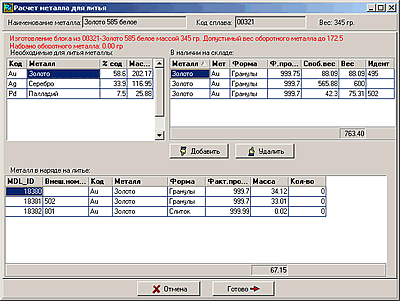 Расчет металла для литья
Наименование металла: Золото 585 белое Код сплава: 00321 Вес: 345 гр.
Изготовление блока из 00321-Золото 585 белое массой 345 гр. Допустимый вес оборотного металла до 172.5
Набрано оборотного металла: 0.00 гр
Необходимые для литья металлы: В наличии на складе:
Код Металл % сод Мас...
Au Золото 58.6 202.17
Ag Серебро 33.9 116.95
Pd Палладий 7.5 25.88
Металл Мет Форма Ф.про... Своб.вес Вес Идент
Золото Au Гранулы 999.75 88.09 88.09 495
Золото Au Гранулы 999.7 565.88 600
Золото Au Гранулы 999.7 42.3 75.31 502
763.40
Добавить Удалить
Металл в наряде на литье:
MDL_ID Внеш.ном... Код Металл Форма Факт.про... Масса Кол-во
18380 Au Золото Гранулы 999.7 34.12 0
18381 502 Au Золото Гранулы 999.7 33.01 0
18382 801 Au Золото Слиток 999.99 0.02 0
67.15
Отмена Готово